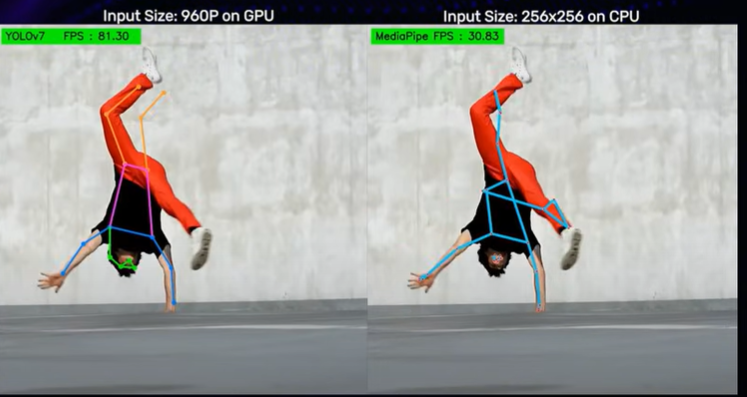 Input Size: 960P on GPU
Input Size: 256x256 on CPU
YOLOv7 FPS : 81.30
MediaPipe FPS : 30.83